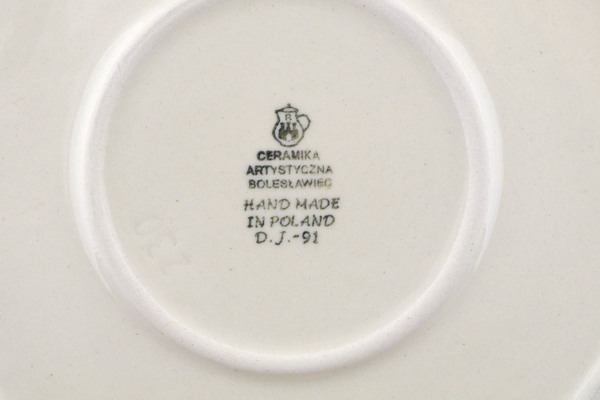 B
CERAMIKA
ARTYSTYCZNA
BOLESŁAWIEC
HAND MADE
IN POLAND
D.J.-91